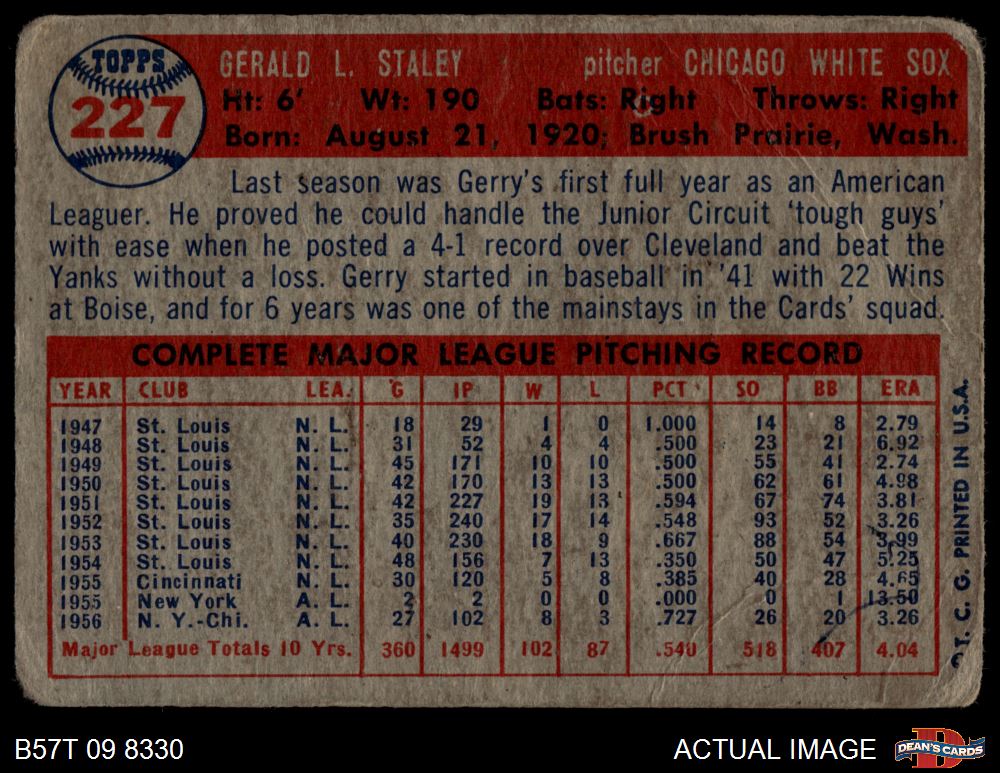 TOPPS
227
GERALD L. STALEY pitcher CHICAGO WHITE SOX
Ht: 6' Wt: 190 Bats: Right Throws: Right
Born: August 21, 1920; Brush Prairie, Wash.
Last season was Gerry's first full year as an American
Leaguer. He proved he could handle the Junior Circuit 'tough guys'
with ease when he posted a 4-1 record over Cleveland and beat the
Yanks without a loss. Gerry started in baseball in '41 with 22 Wins
at Boise, and for 6 years was one of the mainstays in the Cards' squad.
COMPLETE MAJOR LEAGUE PITCHING RECORD
YEAR CLUB LEA. G IP W L PCT SO BB ERA
1947 St. Louis N. L. 18 29 1 0 1.000 14 8 2.79
1948 St. Louis N. L. 31 52 4 4 .500 23 21 6.92
1949 St. Louis N. L. 45 171 10 10 .500 55 41 2.74
1950 St. Louis N. L. 42 170 13 13 .500 62 61 4.98
1951 St. Louis N. L. 42 227 19 13 .594 67 74 3.81
1952 St. Louis N. L. 35 240 17 14 .548 93 52 3.26
1953 St. Louis N. L. 40 230 18 9 .667 88 54 3.99
1954 St. Louis N. L. 48 156 7 13 .350 50 47 5.25
1955 Cincinnati N. L. 30 120 5 8 .385 40 28 4.65
1955 New York A. L. 2 2 0 0 .000 0 1 13.50
1956 N. Y.-Chi. A. L. 27 102 8 3 .727 26 20 3.26
Major League Totals 10 Yrs. 360 1499 102 87 .540 518 407 4.04
©T. C. G. PRINTED IN U.S.A.
B57T 09 8330
ACTUAL IMAGE
DEAN'S CARDS